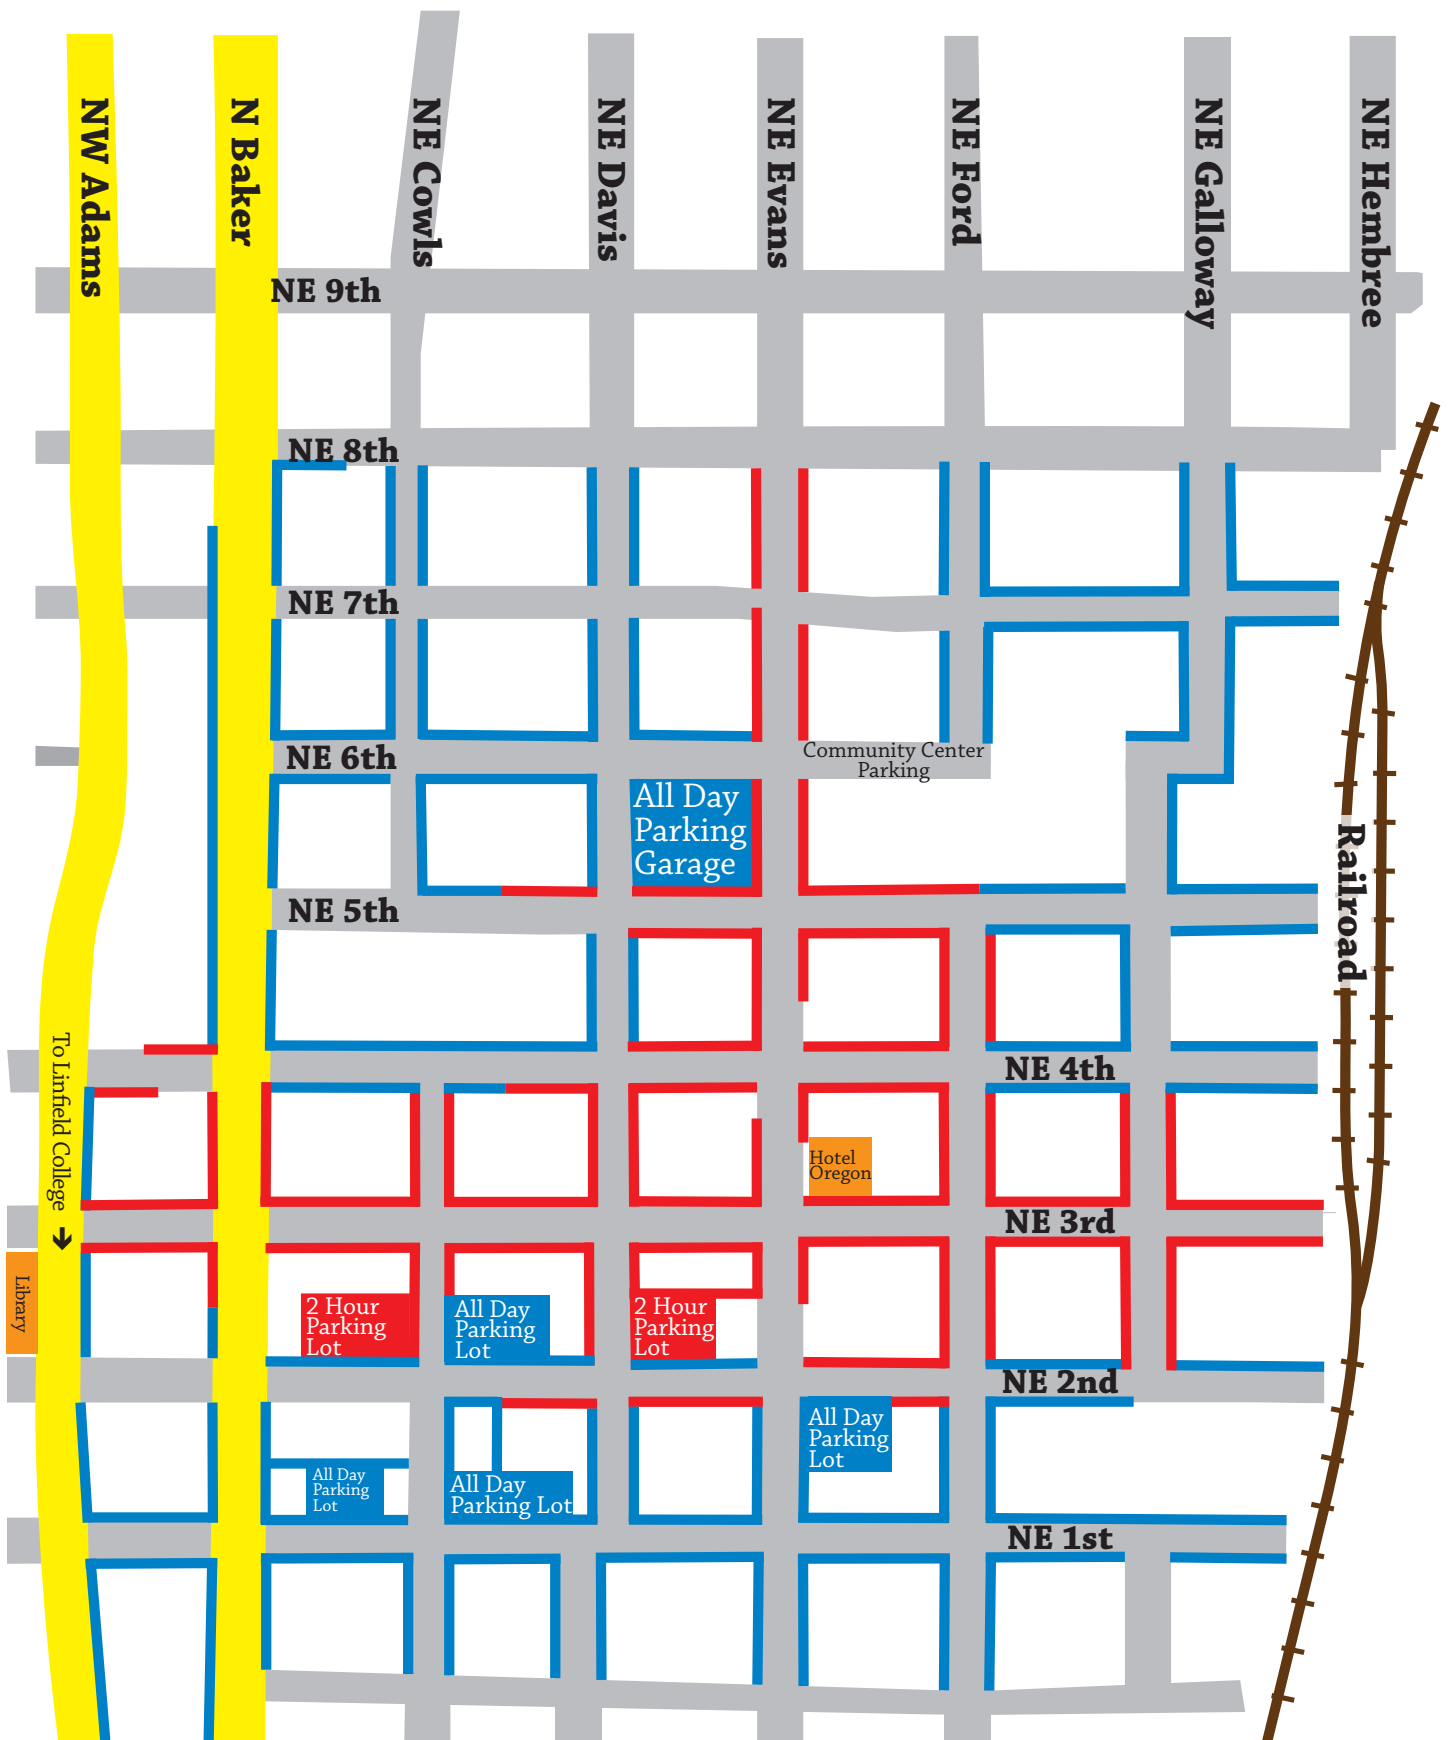 NW Adams
N Baker
NE Cowls
NE Davis
NE Evans
NE Ford
NE Galloway
NE Hembree
NE 9th
NE 8th
NE 7th
NE 6th
Community Center
Parking
All Day
Parking
Garage
Railroad
NE 5th
To Linfield College →
NE 4th
Hotel
Oregon
NE 3rd
Library
2 Hour
Parking
Lot
All Day
Parking
Lot
2 Hour
Parking
Lot
NE 2nd
All Day
Parking
Lot
All Day
Parking
Lot
All Day
Parking Lot
NE 1st